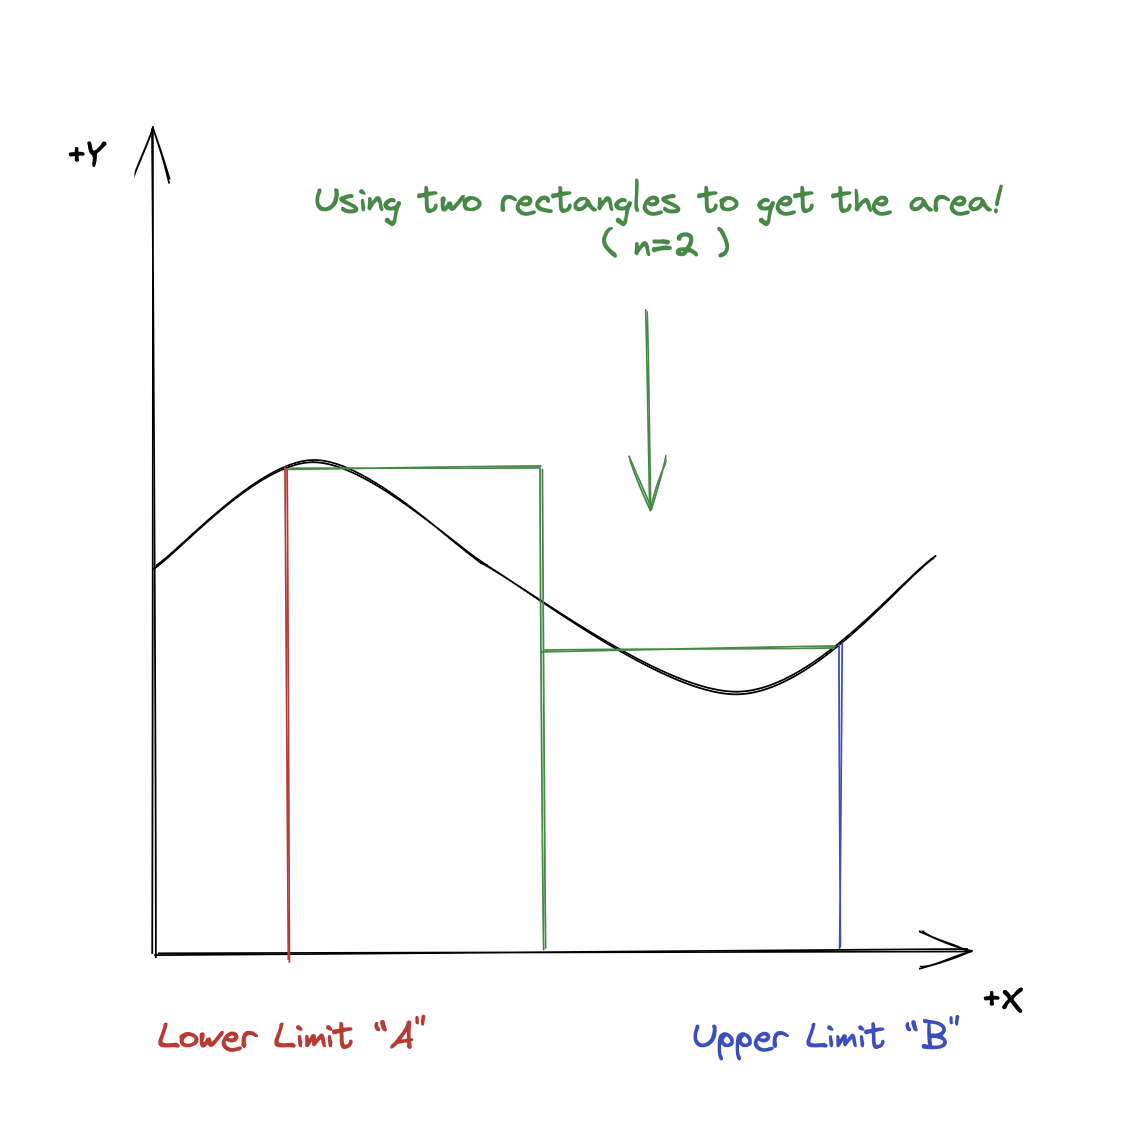 +Y
Using two rectangles to get the area!
( n=2 )
+X
Lower Limit "A"
Upper Limit "B"